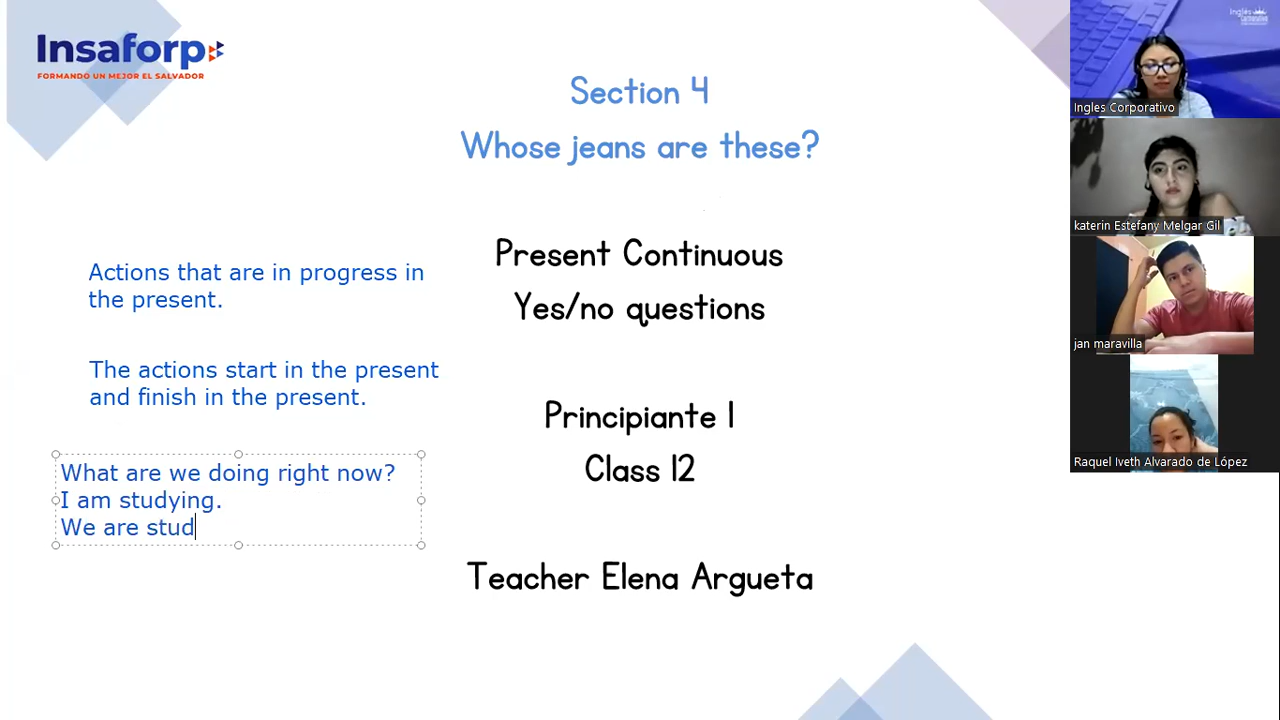 Insaforp
FORMANDO UN MEJOR EL SALVADOR
Section 4
Whose jeans are these?
Present Continuous
Yes/no questions
Principiante 1
Class 12
Teacher Elena Argueta
Actions that are in progress in
the present.
The actions start in the present
and finish in the present.
What are we doing right now?
I am studying.
We are stud
Ingles Corporativo
katerin Estefany Melgar Gil
jan maravilla
Raquel Iveth Alvarado de López
Inglés
Corporativo